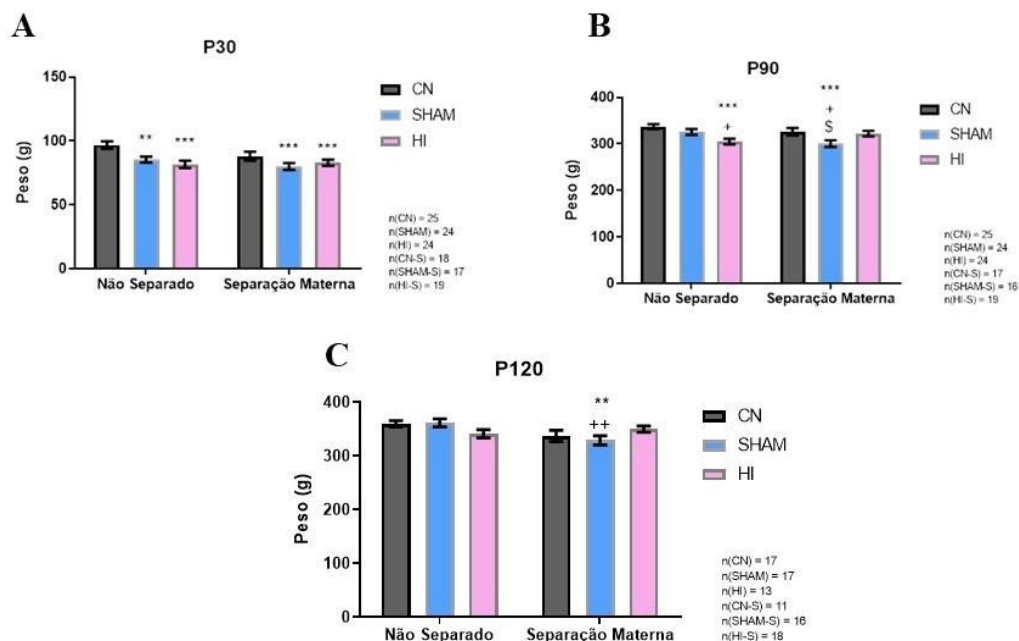 A
P30
Peso (g)
150
100
50
0
** *** *** ***
Não Separado Separação Materna
CN
SHAM
HI
n(CN) = 25
n(SHAM) = 24
n(HI) = 24
n(CN-S) = 18
n(SHAM-S) = 17
n(HI-S) = 19
B
P90
Peso (g)
400
300
200
100
0
*** ***
+ +
$
Não Separado Separação Materna
CN
SHAM
HI
n(CN) = 25
n(SHAM) = 24
n(HI) = 24
n(CN-S) = 17
n(SHAM-S) = 16
n(HI-S) = 19
C
P120
Peso (g)
400
300
200
100
0
**
++
Não Separado Separação Materna
CN
SHAM
HI
n(CN) = 17
n(SHAM) = 17
n(HI) = 13
n(CN-S) = 11
n(SHAM-S) = 16
n(HI-S) = 18